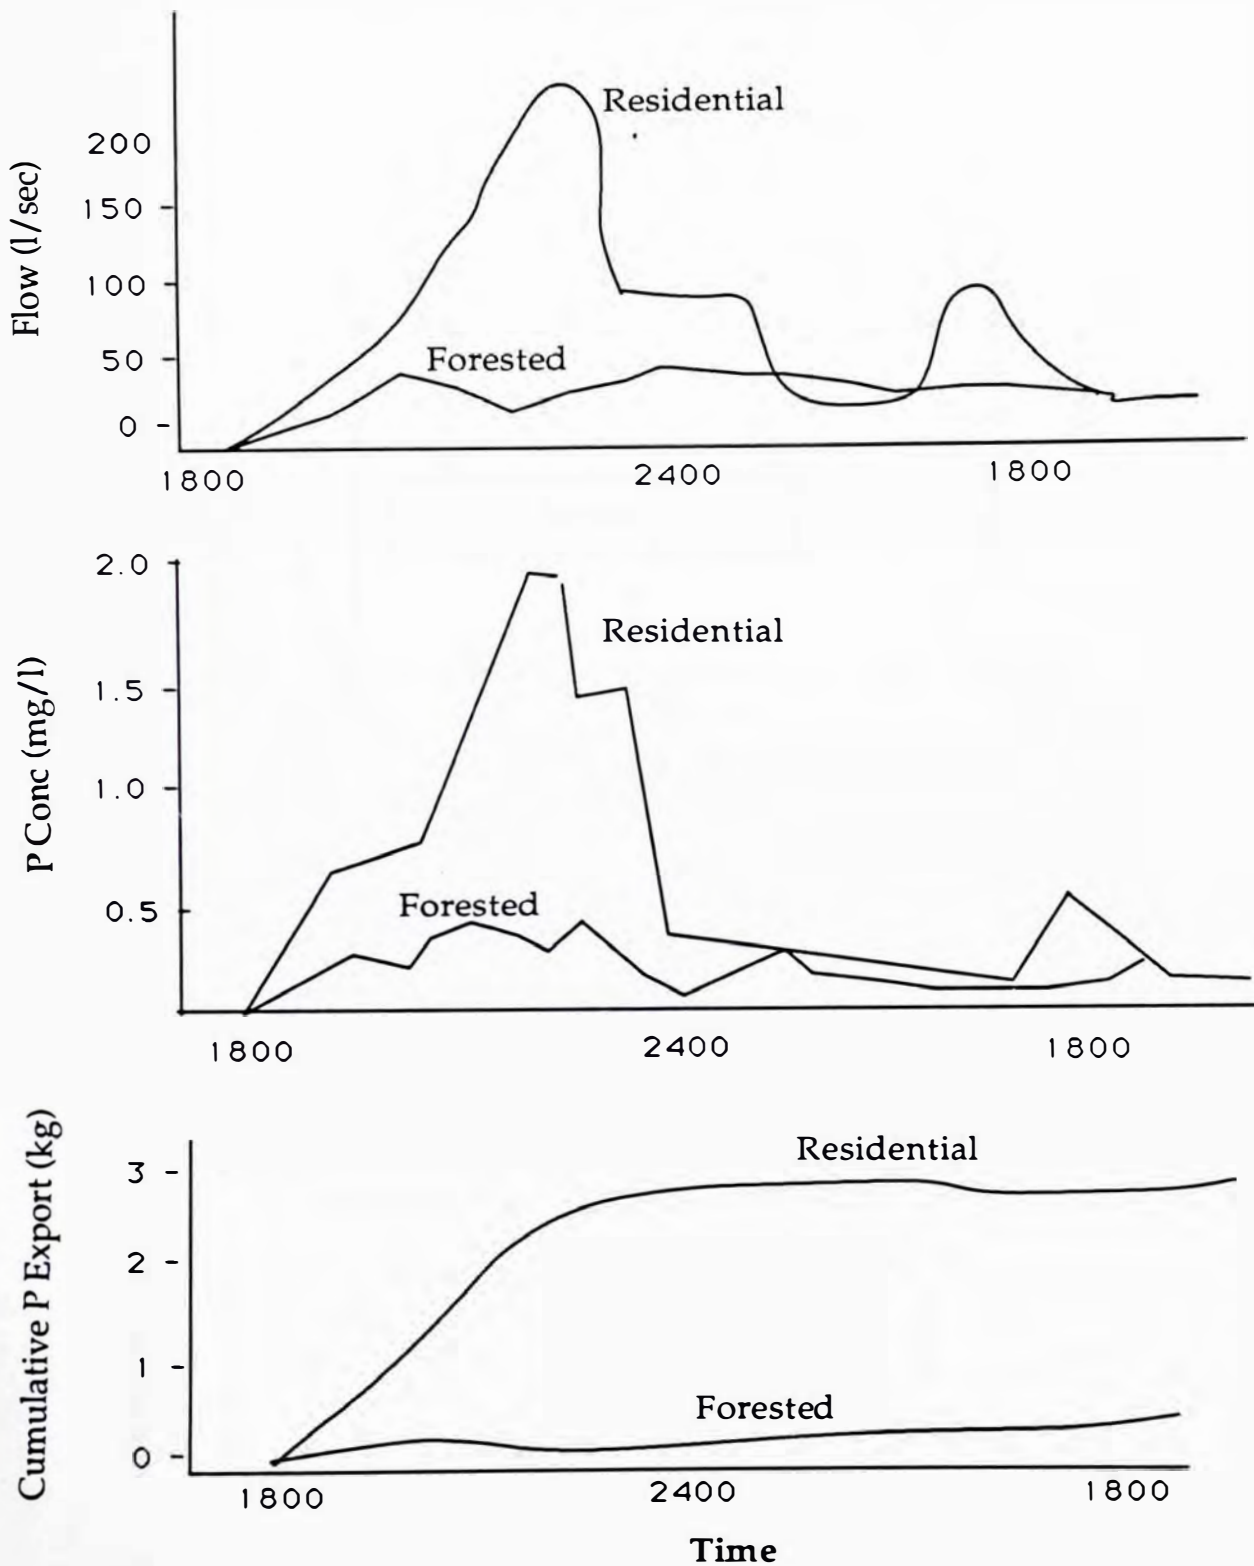 Flow (l/sec)
200
150
100
50
0
Residential
Forested
1800 2400 1800
P Conc (mg/l)
2.0
1.5
1.0
0.5
Residential
Forested
1800 2400 1800
Cumulative P Export (kg)
3
2
1
0
Residential
Forested
1800 2400 1800
Time